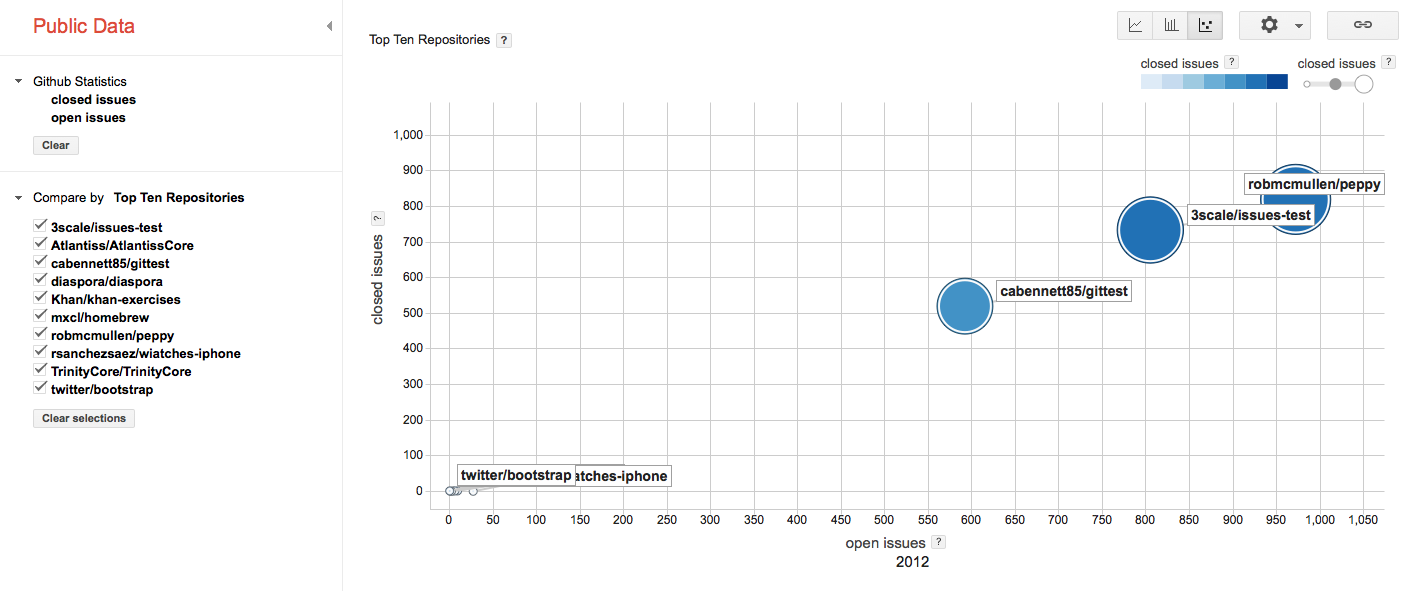 Public Data
Github Statistics
closed issues
open issues
Clear
Compare by Top Ten Repositories
3scale/issues-test
Atlantiss/AtlantissCore
cabennett85/gittest
diaspora/diaspora
Khan/khan-exercises
mxcl/homebrew
robmcmullen/peppy
rsanchezsaez/wiatches-iphone
TrinityCore/TrinityCore
twitter/bootstrap
Clear selections
Top Ten Repositories ?
closed issues ?
closed issues ?
1,000
900
800
700
600
500
400
300
200
100
0
closed issues ?
robmcmullen/peppy
3scale/issues-test
cabennett85/gittest
twitter/bootstrap
atches-iphone
0 50 100 150 200 250 300 350 400 450 500 550 600 650 700 750 800 850 900 950 1,000 1,050
open issues ?
2012